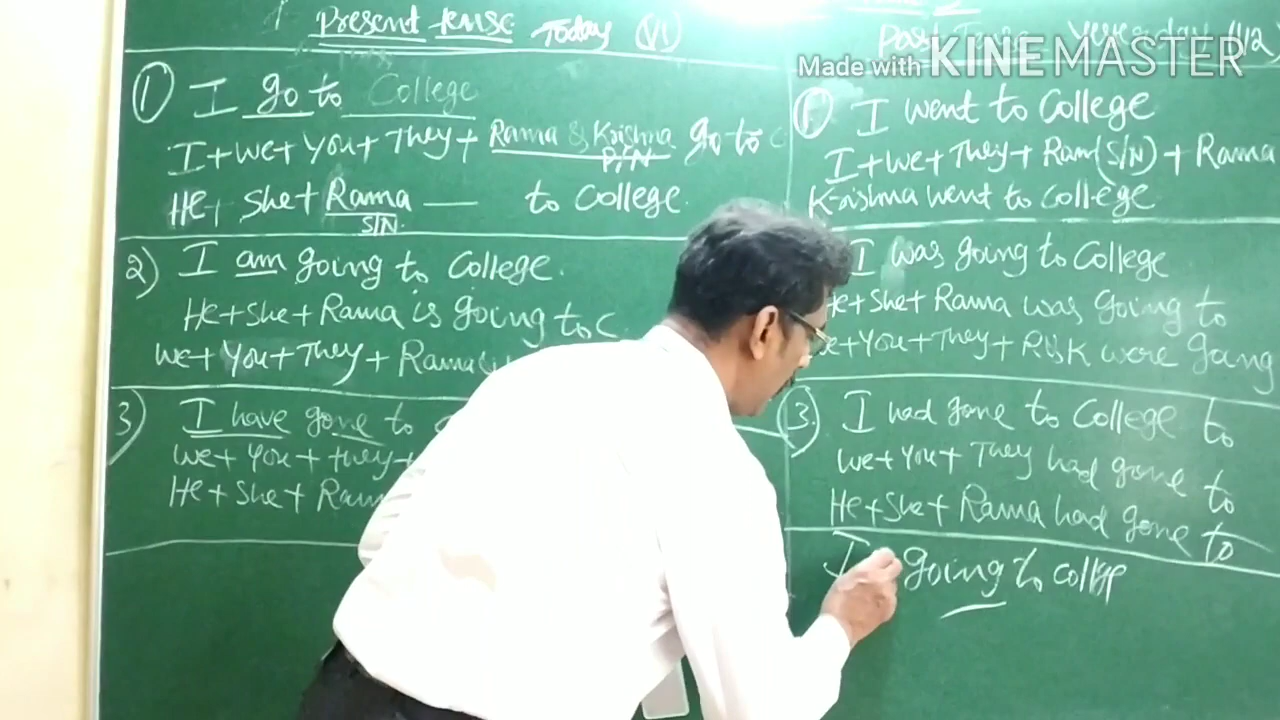 Present tense Today (V1)
1) I go to College
I + we + You + They + Rama & Krishna go to C
P/N
He + She + Rama — to College.
S/N.
2) I am going to College.
He + She + Rama is going to C
we + You + They + Rama
3) I have gone to
we + You + they +
He + She + Ram
Past Tense Yesterday V2
Made with KINEMASTER
1. I went to College
I + we + They + Ram (S/N) + Rama
Krishna went to College
I was going to College
He + She + Rama was going to
+ You + They + R&K were going
3. I had gone to College to
we + You + They had gone to
He + She + Rama had gone to
I going to college